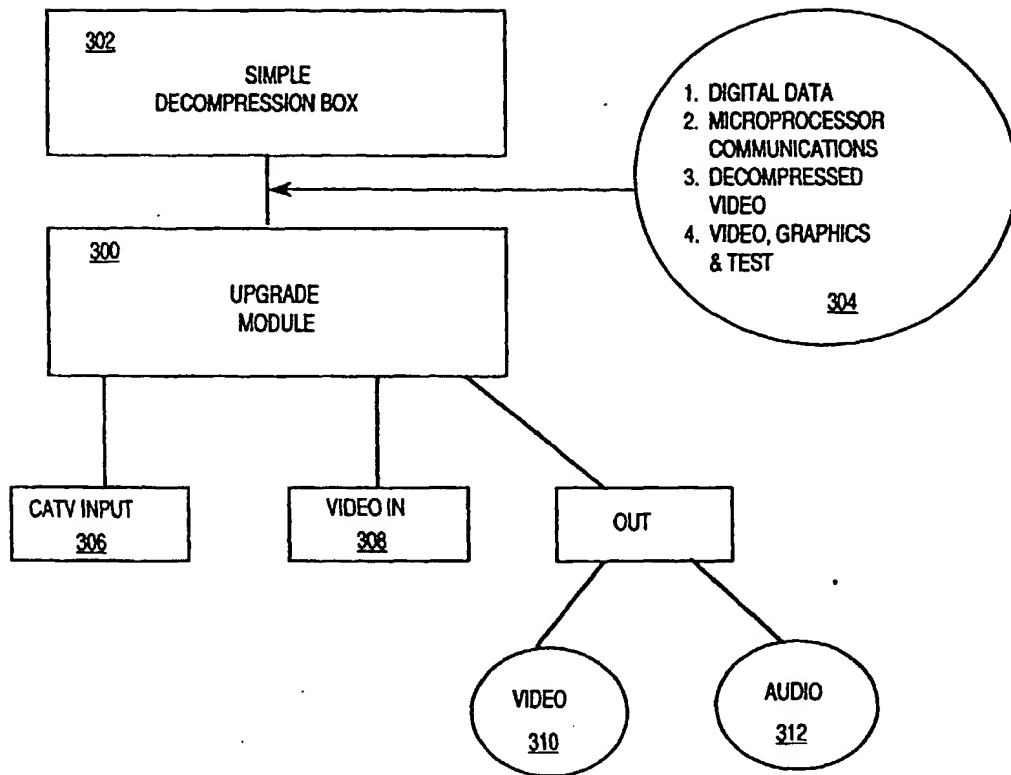 302
SIMPLE
DECOMPRESSION BOX
1. DIGITAL DATA
2. MICROPROCESSOR
COMMUNICATIONS
3. DECOMPRESSED
VIDEO
4. VIDEO, GRAPHICS
& TEST
304
300
UPGRADE
MODULE
CATV INPUT
306
VIDEO IN
308
OUT
VIDEO
310
AUDIO
312